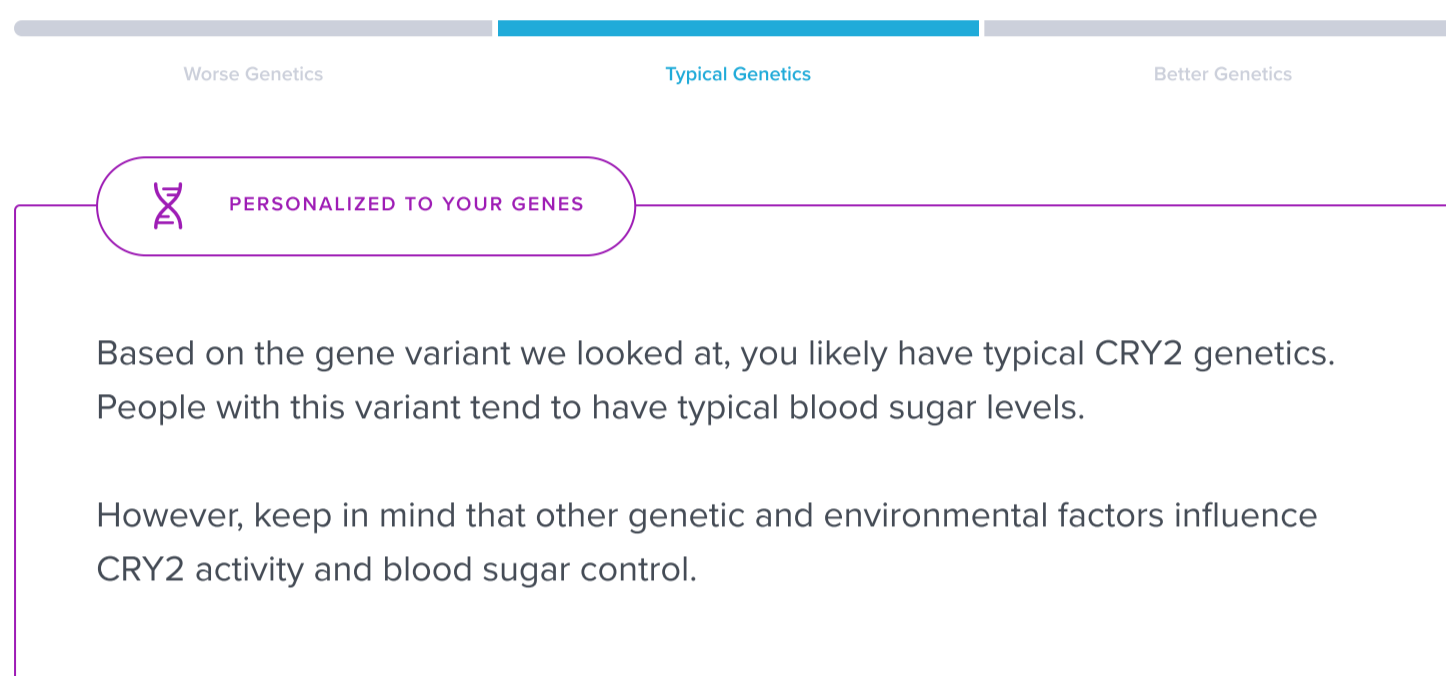 Worse Genetics
Typical Genetics
Better Genetics
PERSONALIZED TO YOUR GENES
Based on the gene variant we looked at, you likely have typical CRY2 genetics.
People with this variant tend to have typical blood sugar levels.
However, keep in mind that other genetic and environmental factors influence
CRY2 activity and blood sugar control.